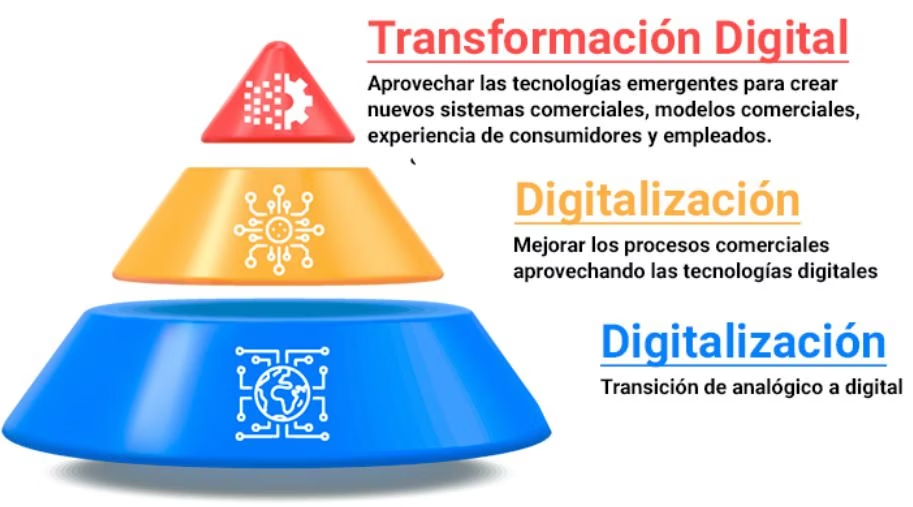 Transformación Digital
Aprovechar las tecnologías emergentes para crear
nuevos sistemas comerciales, modelos comerciales,
experiencia de consumidores y empleados.
Digitalización
Mejorar los procesos comerciales
aprovechando las tecnologías digitales
Digitalización
Transición de analógico a digital